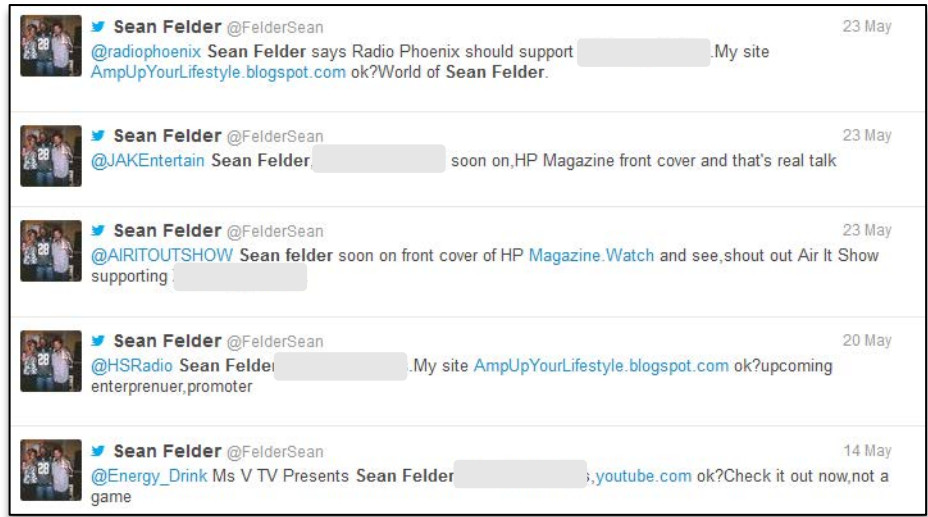 Sean Felder @FelderSean 23 May
@radiophoenix Sean Felder says Radio Phoenix should support .My site
AmpUpYourLifestyle.blogspot.com ok?World of Sean Felder.
Sean Felder @FelderSean 23 May
@JAKEntertain Sean Felder, soon on,HP Magazine front cover and that's real talk
Sean Felder @FelderSean 23 May
@AIRITOUTSHOW Sean felder soon on front cover of HP Magazine.Watch and see,shout out Air It Show
supporting
Sean Felder @FelderSean 20 May
@HSRadio Sean Felder .My site AmpUpYourLifestyle.blogspot.com ok?upcoming
enterprenuer,promoter
Sean Felder @FelderSean 14 May
@Energy_Drink Ms V TV Presents Sean Felder s,youtube.com ok?Check it out now,not a
game